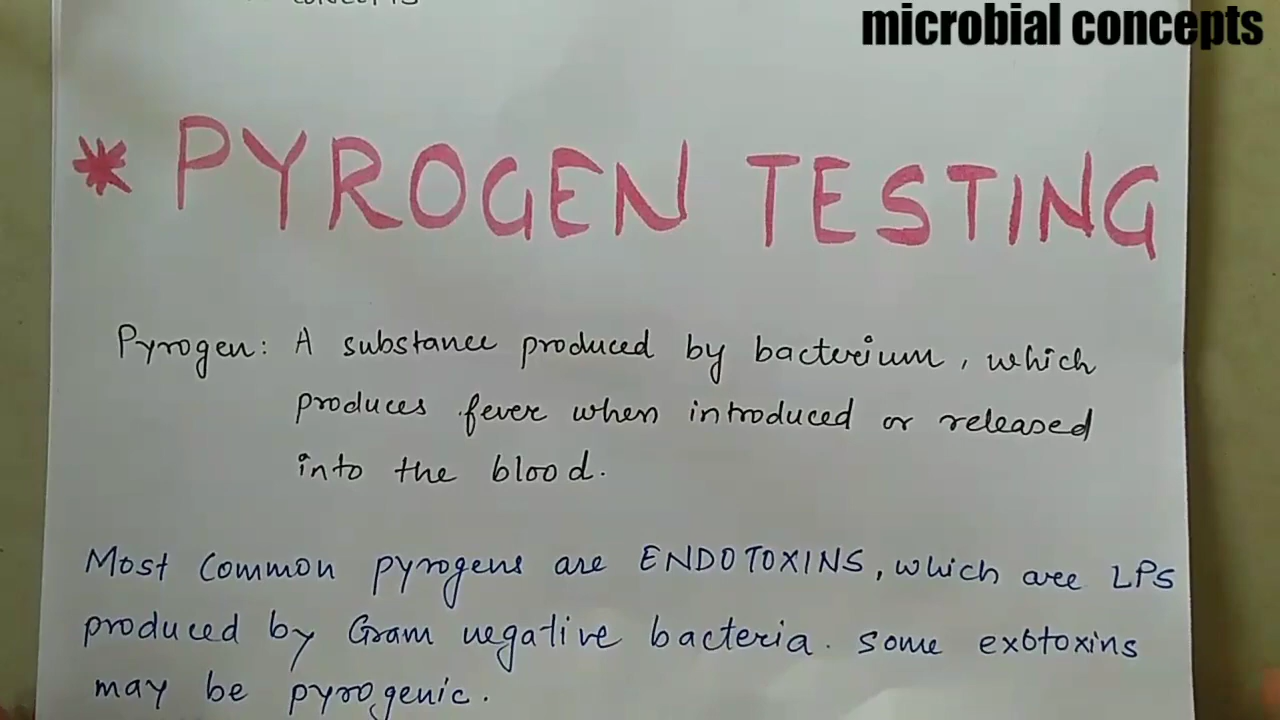 CONCEPTS
microbial concepts
* PYROGEN TESTING
Pyrogen: A substance produced by bacterium, which
produces fever when introduced or released
into the blood.
Most Common pyrogens are ENDOTOXINS, which are LPS
produced by Gram negative bacteria. Some exotoxins
may be pyrogenic.